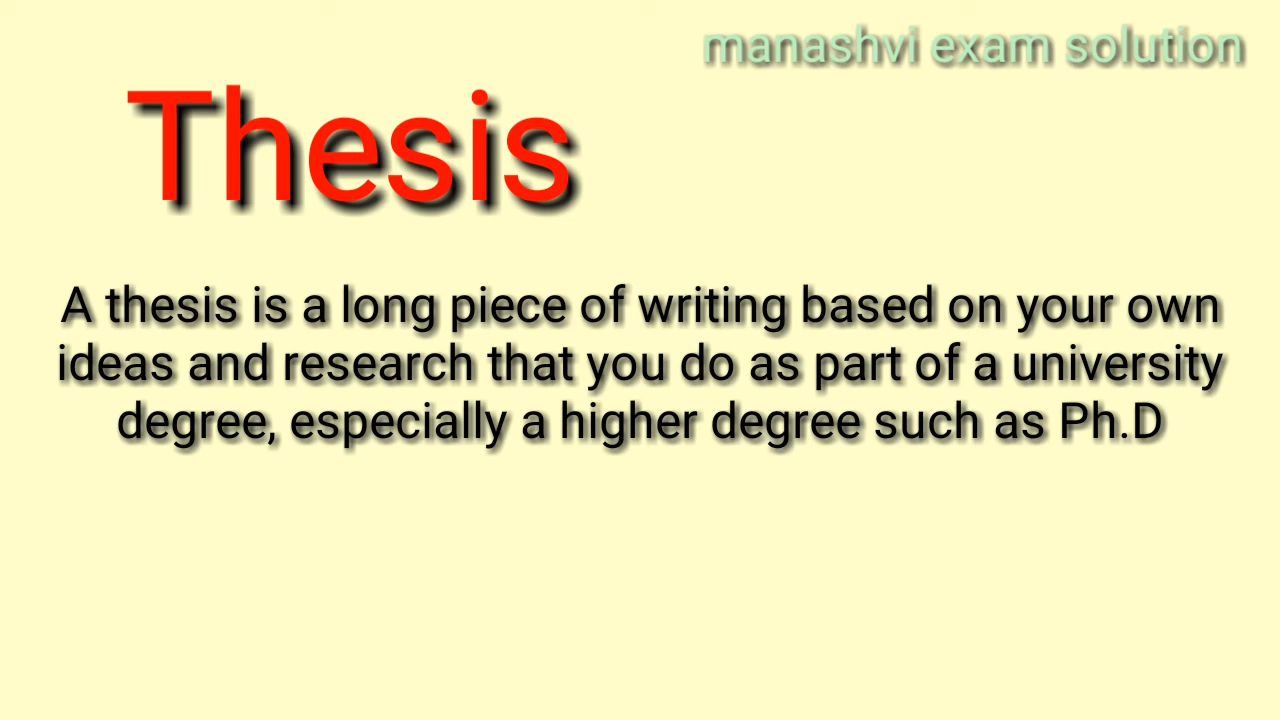 manashvi exam solution
Thesis
A thesis is a long piece of writing based on your own
ideas and research that you do as part of a university
degree, especially a higher degree such as Ph.D